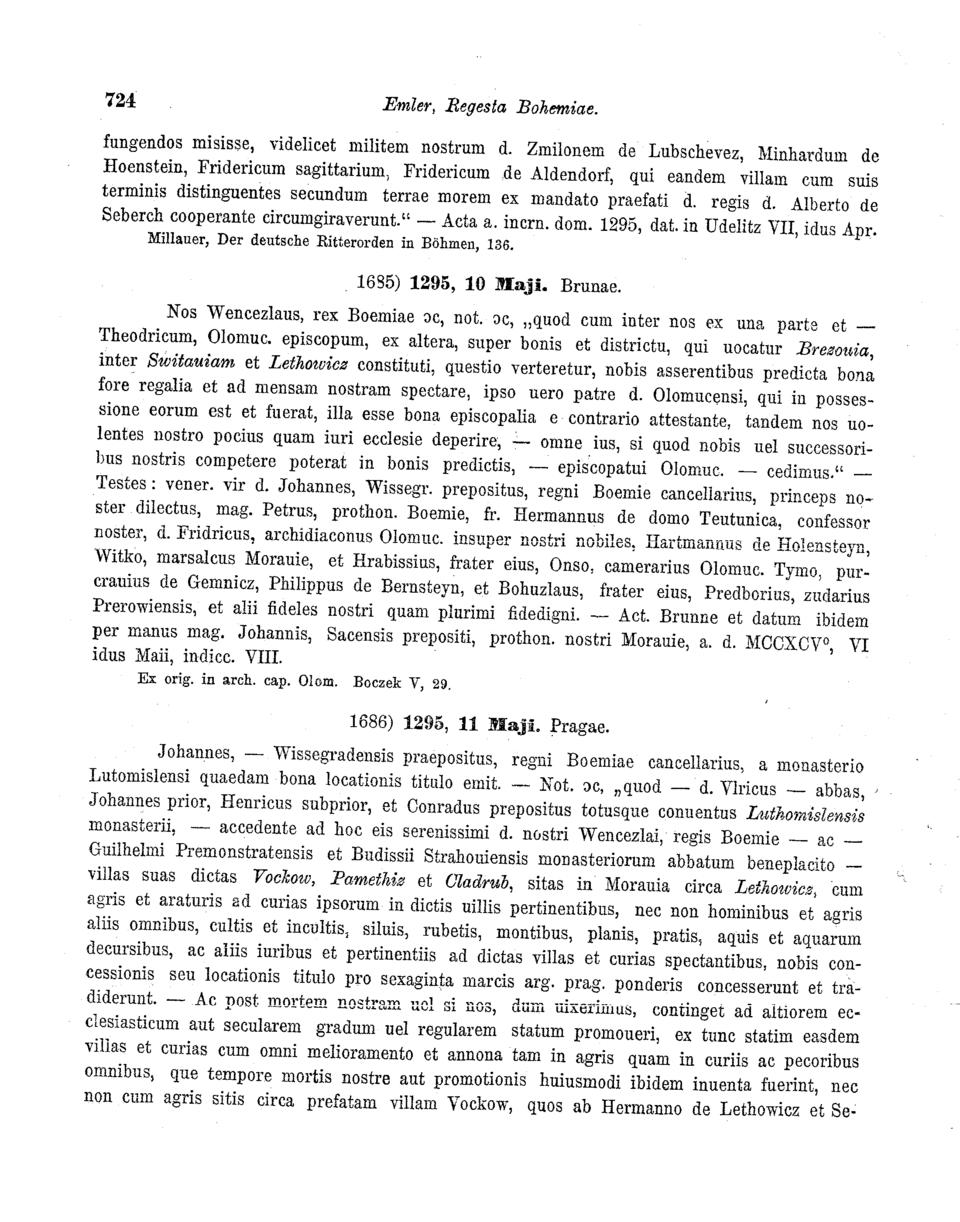 724
Emler, Regesta Bohemiae.
fungendos misisse, videlicet militem nostrum d. Zmilonem de Lubschevez, Minhardum de
Hoenstein, Fridericum sagittarium, Fridericum de Aldendorf, qui eandem villam cum suis
terminis distinguentes secundum terrae morem ex mandato praefati d. regis d. Alberto de
Seberch cooperante circumgiraverunt.“ — Acta a. incrn. dom. 1295, dat. in Udelitz VII, idus Apr.
Millauer, Der deutsche Ritterorden in Böhmen, 136.
1685) 1295, 10 Maji. Brunae.
Nos Wencezlaus, rex Boemiae ɔc, not. ɔc, „quod cum inter nos ex una parte et —
Theodricum, Olomuc. episcopum, ex altera, super bonis et districtu, qui uocatur Brezouia,
inter Switauiam et Lethowicz constituti, questio verteretur, nobis asserentibus predicta bona
fore regalia et ad mensam nostram spectare, ipso uero patre d. Olomucensi, qui in posses-
sione eorum est et fuerat, illa esse bona episcopalia e contrario attestante, tandem nos uo-
lentes nostro pocius quam iuri ecclesie deperire, — omne ius, si quod nobis uel successori-
bus nostris competere poterat in bonis predictis, — episcopatui Olomuc. — cedimus.“ —
Testes: vener. vir d. Johannes, Wissegr. prepositus, regni Boemie cancellarius, princeps no-
ster dilectus, mag. Petrus, prothon. Boemie, fr. Hermannus de domo Teutunica, confessor
noster, d. Fridricus, archidiaconus Olomuc. insuper nostri nobiles, Hartmannus de Holensteyn,
Witko, marsalcus Morauie, et Hrabissius, frater eius, Onso, camerarius Olomuc. Tymo, pur-
crauius de Gemnicz, Philippus de Bernsteyn, et Bohuzlaus, frater eius, Predborius, zudarius
Prerowiensis, et alii fideles nostri quam plurimi fidedigni. — Act. Brunne et datum ibidem
per manus mag. Johannis, Sacensis prepositi, prothon. nostri Morauie, a. d. MCCXCV⁰, VI
idus Maii, indicc. VIII.
Ex orig. in arch. cap. Olom. Boczek V, 29.
1686) 1295, 11 Maji. Pragae.
Johannes, — Wissegradensis praepositus, regni Boemiae cancellarius, a monasterio
Lutomislensi quaedam bona locationis titulo emit. — Not. ɔc, „quod — d. Vlricus — abbas,
Johannes prior, Henricus subprior, et Conradus prepositus totusque conuentus Luthomislensis
monasterii, — accedente ad hoc eis serenissimi d. nostri Wencezlai, regis Boemie — ac —
Guilhelmi Premonstratensis et Budissii Strahouiensis monasteriorum abbatum beneplacito —
villas suas dictas Vockow, Pamethiz et Cladrub, sitas in Morauia circa Lethowicz, cum
agris et araturis ad curias ipsorum in dictis uillis pertinentibus, nec non hominibus et agris
aliis omnibus, cultis et incultis, siluis, rubetis, montibus, planis, pratis, aquis et aquarum
decursibus, ac aliis iuribus et pertinentiis ad dictas villas et curias spectantibus, nobis con-
cessionis seu locationis titulo pro sexaginta marcis arg. prag. ponderis concesserunt et tra-
diderunt. — Ac post mortem nostram uel si nos, dum uixerimus, continget ad altiorem ec-
clesiasticum aut secularem gradum uel regularem statum promoueri, ex tunc statim easdem
villas et curias cum omni melioramento et annona tam in agris quam in curiis ac pecoribus
omnibus, que tempore mortis nostre aut promotionis huiusmodi ibidem inuenta fuerint, nec
non cum agris sitis circa prefatam villam Vockow, quos ab Hermanno de Lethowicz et Se-